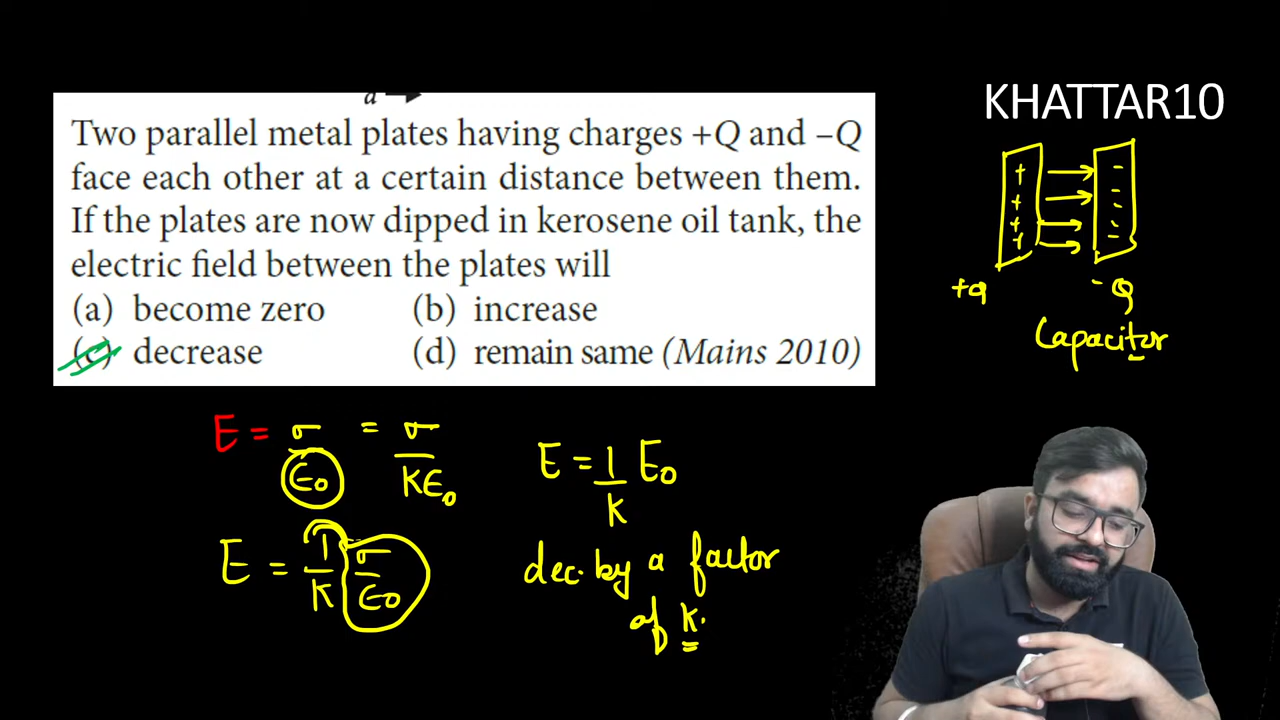 a
Two parallel metal plates having charges +Q and –Q
face each other at a certain distance between them.
If the plates are now dipped in kerosene oil tank, the
electric field between the plates will
(a) become zero (b) increase
(c) decrease (d) remain same (Mains 2010)
KHATTAR10
+ -
+ -
+ -
+ -
+Q -Q
Capacitor
E = σ/ε0 = σ/Kε0
E = 1/K σ/ε0
E = 1/K E0
dec. by a factor
of K.